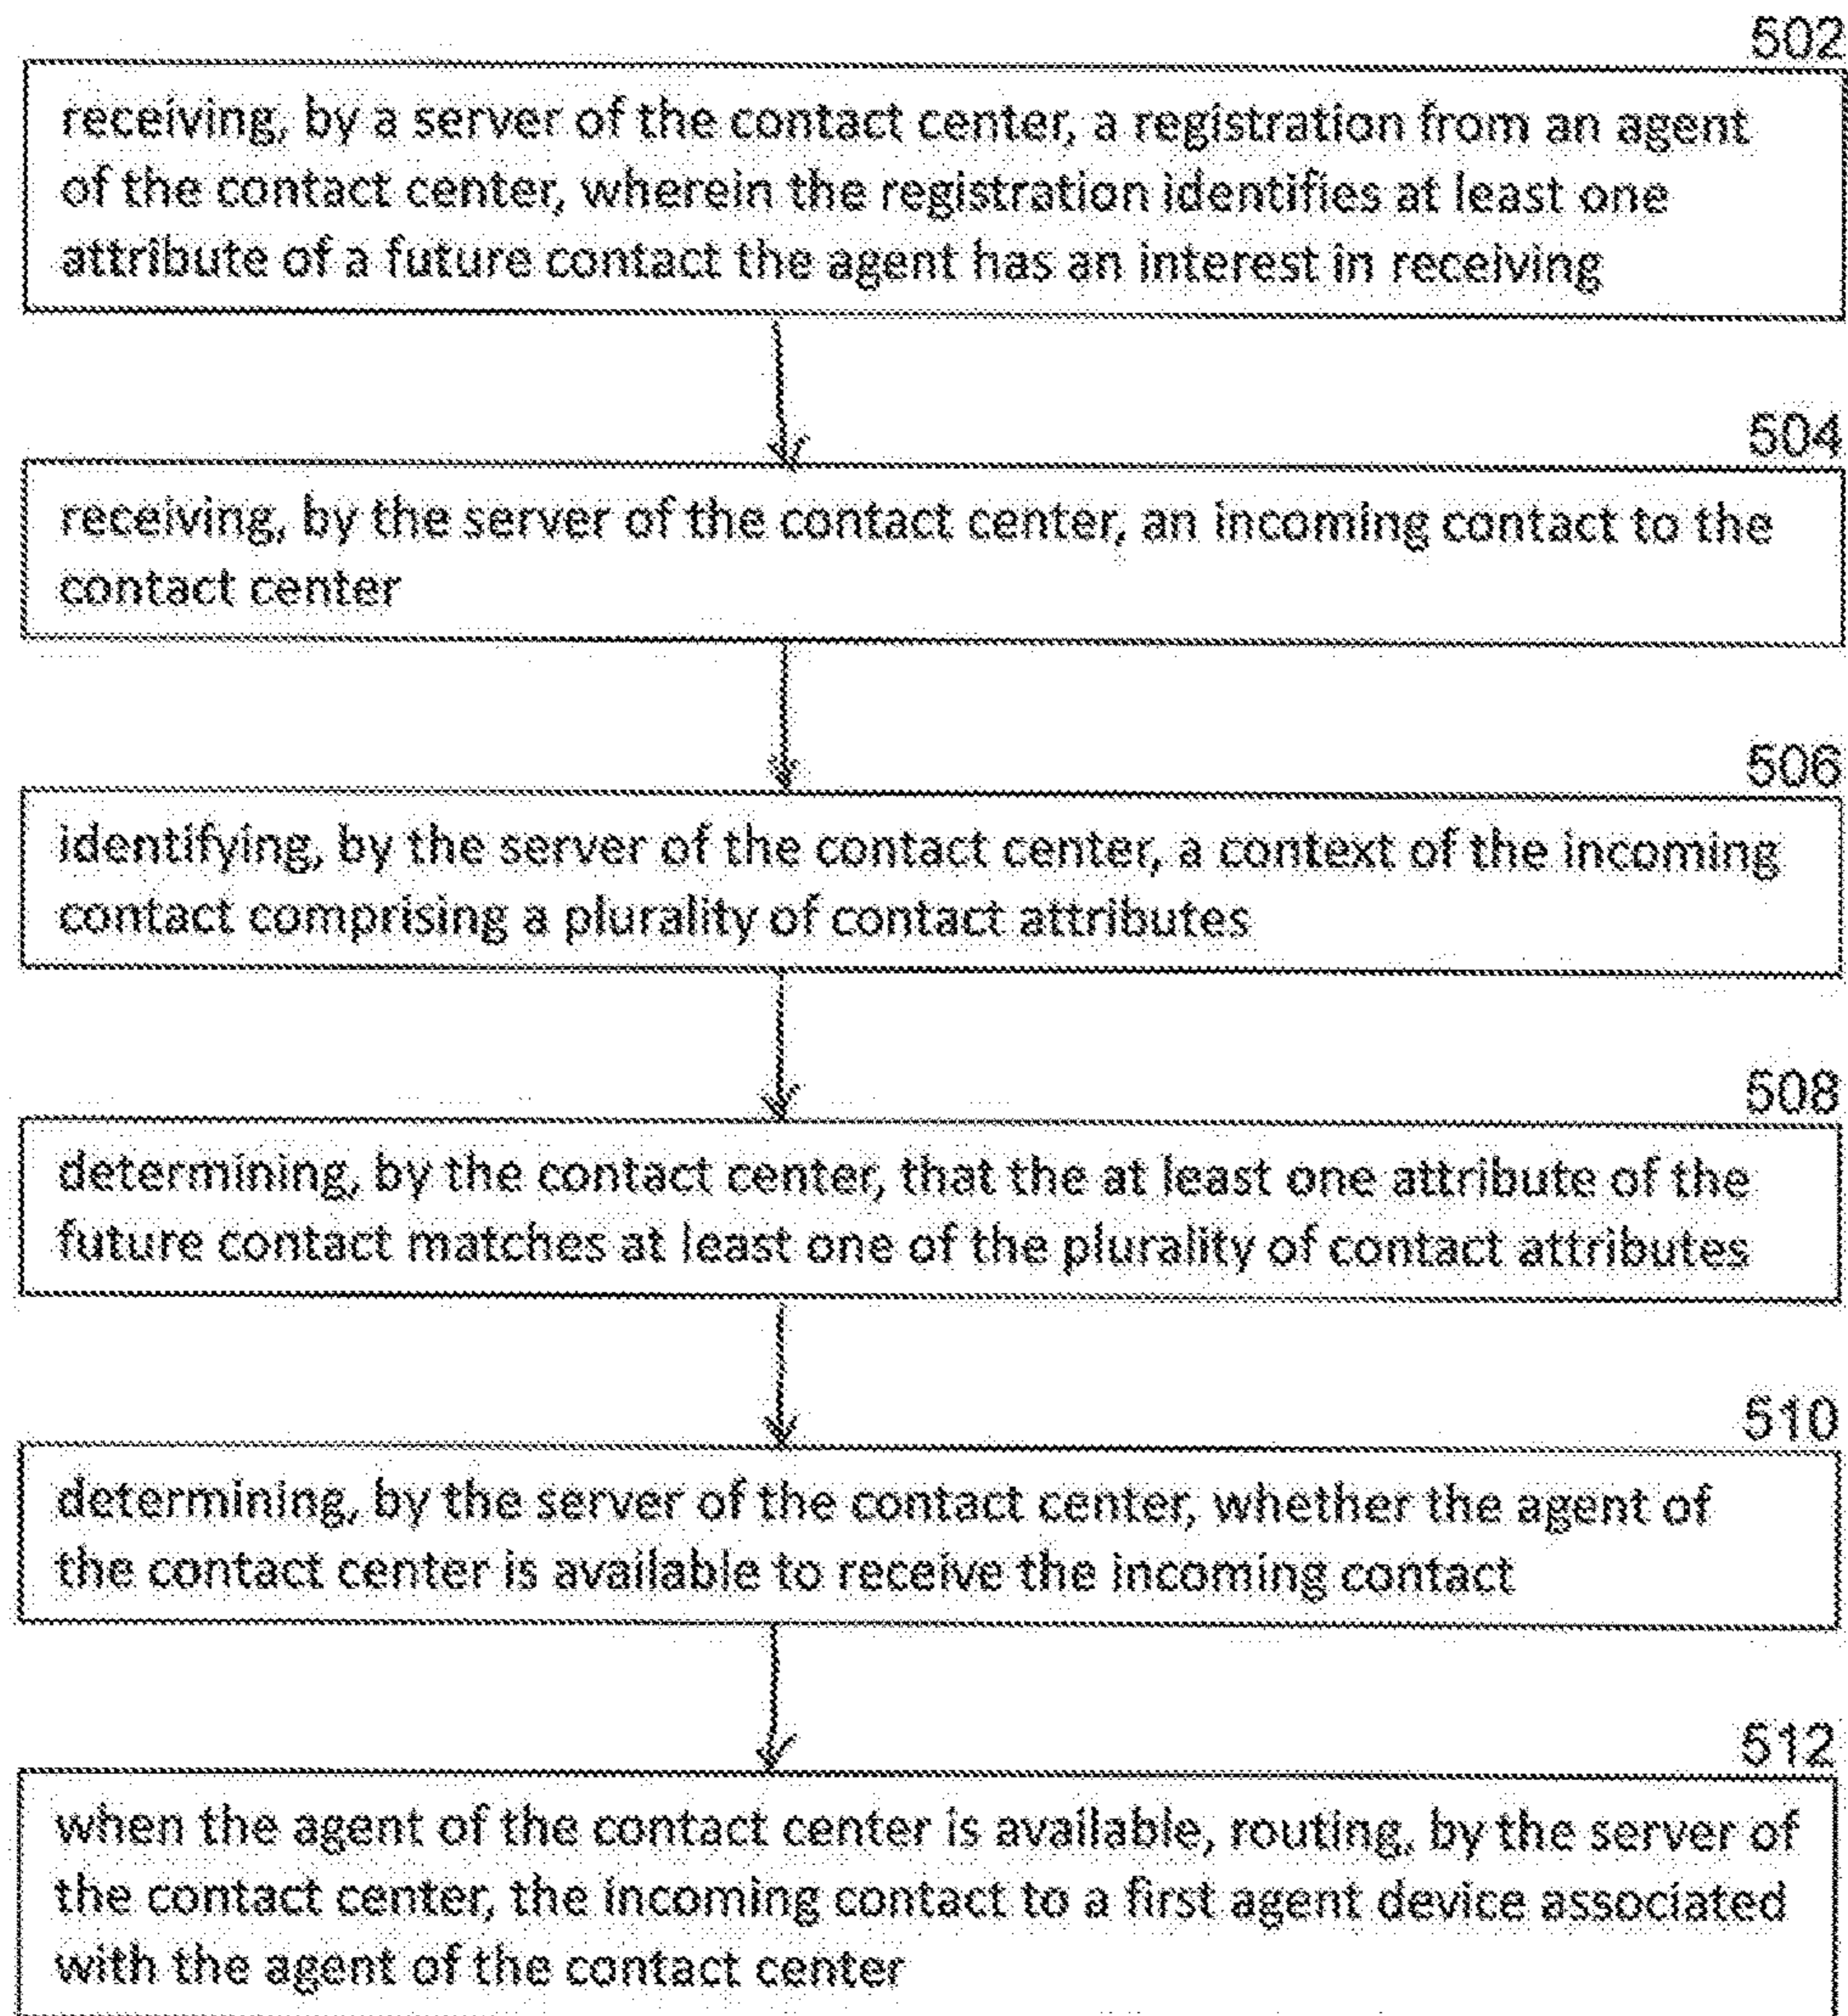 502
receiving, by a server of the contact center, a registration from an agent
of the contact center, wherein the registration identifies at least one
attribute of a future contact the agent has an interest in receiving
504
receiving, by the server of the contact center, an incoming contact to the
contact center
506
identifying, by the server of the contact center, a context of the incoming
contact comprising a plurality of contact attributes
508
determining, by the contact center, that the at least one attribute of the
future contact matches at least one of the plurality of contact attributes
510
determining, by the server of the contact center, whether the agent of
the contact center is available to receive the incoming contact
512
when the agent of the contact center is available, routing, by the server of
the contact center, the incoming contact to a first agent device associated
with the agent of the contact center